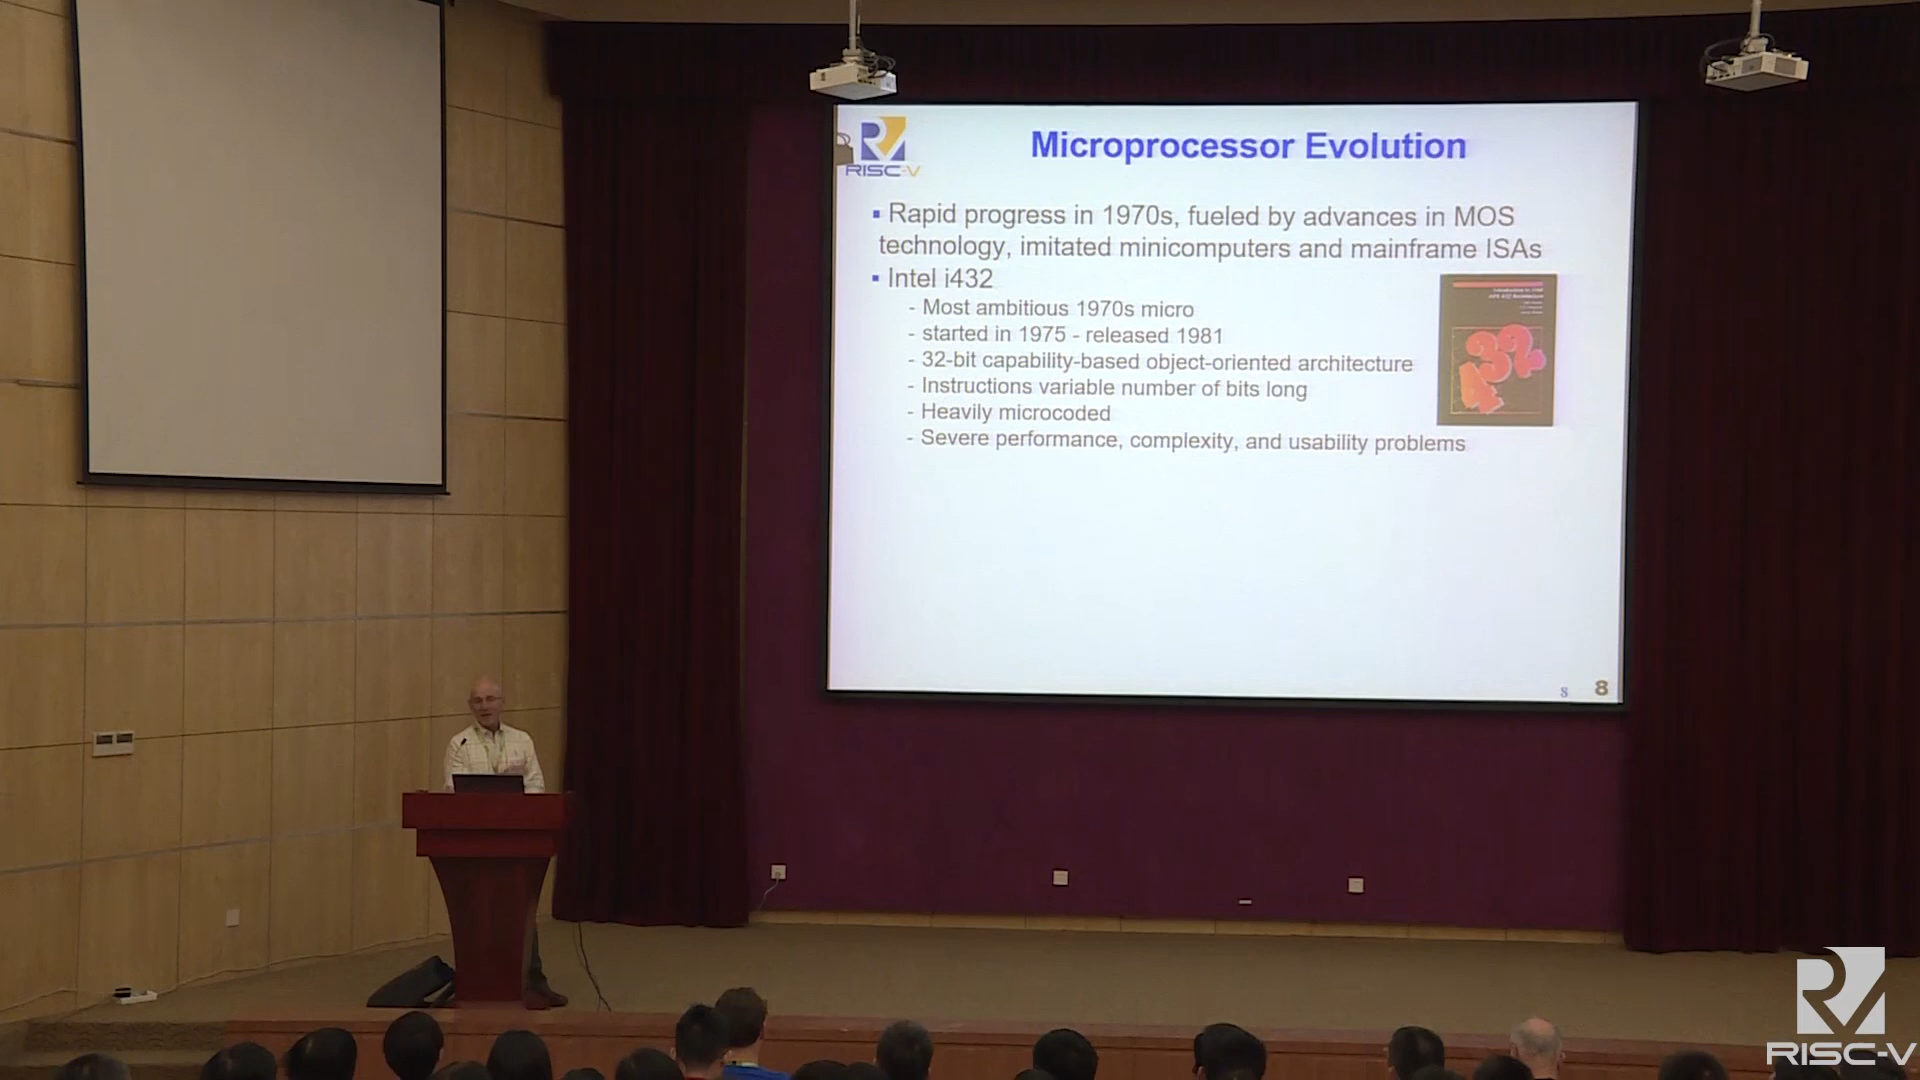 RISC-V
Microprocessor Evolution
▪ Rapid progress in 1970s, fueled by advances in MOS
technology, imitated minicomputers and mainframe ISAs
▪ Intel i432
- Most ambitious 1970s micro
- started in 1975 - released 1981
- 32-bit capability-based object-oriented architecture
- Instructions variable number of bits long
- Heavily microcoded
- Severe performance, complexity, and usability problems
432
8 8
RISC-V